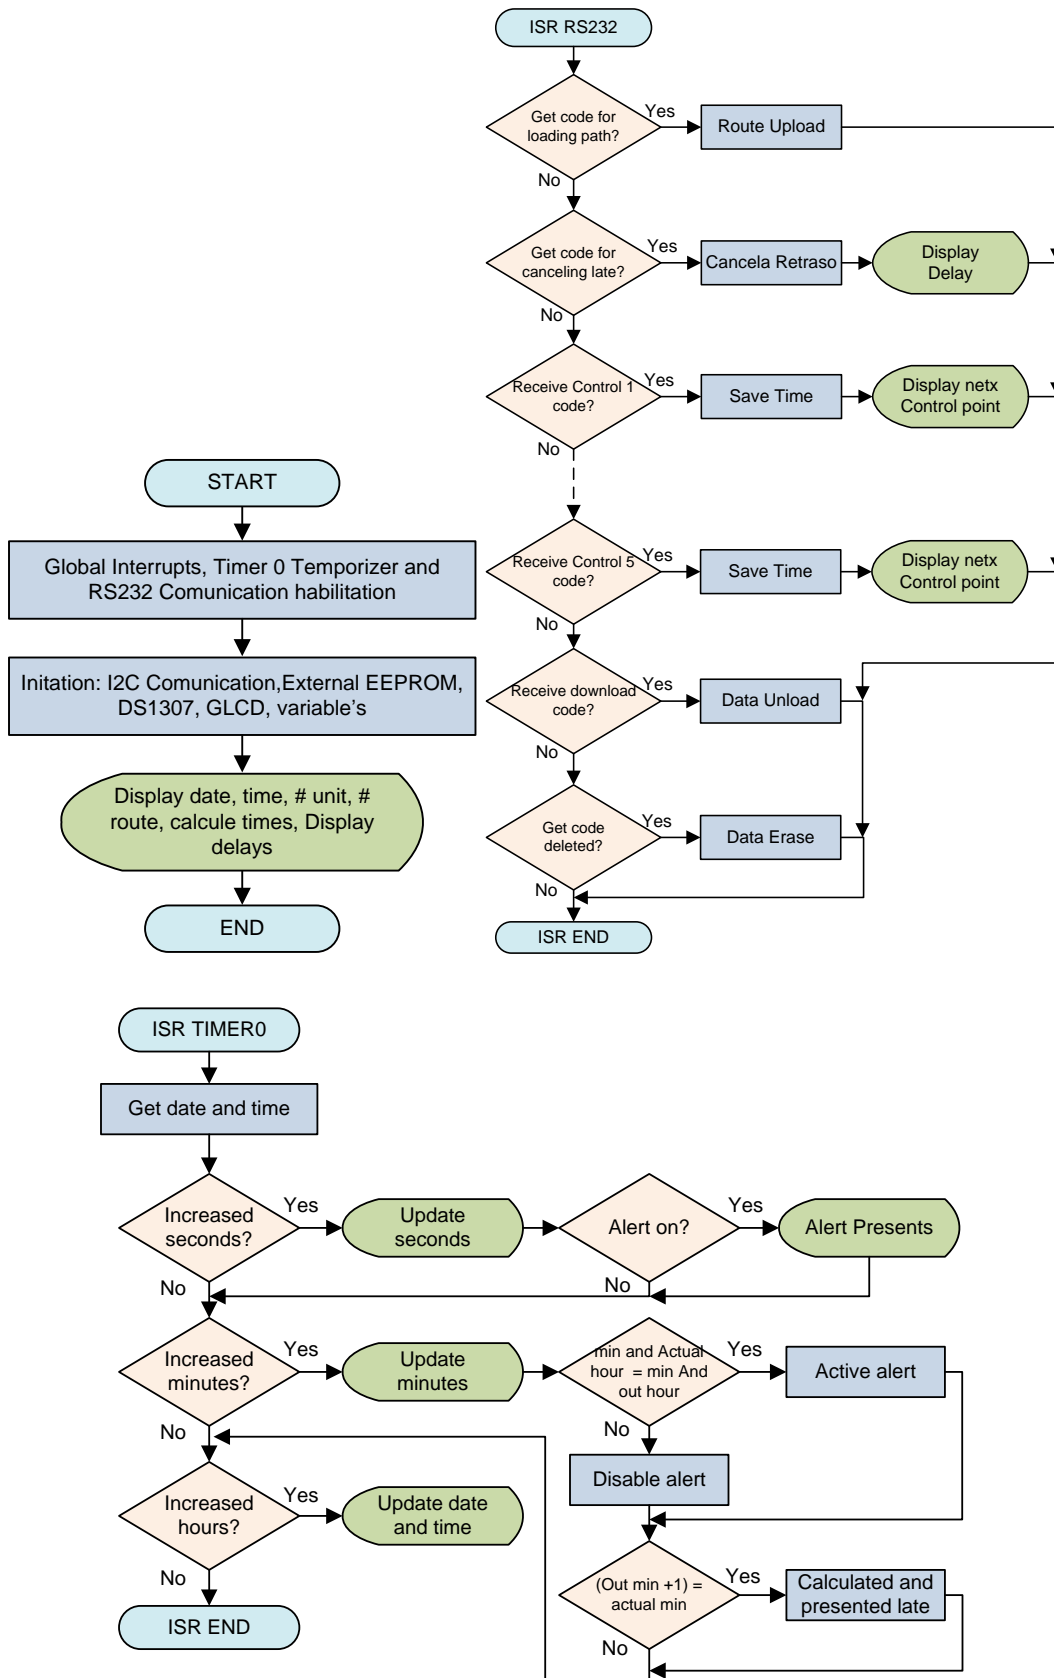 ISR RS232
Get code for
loading path?
Yes
Route Upload
No
Get code for
canceling late?
Yes
Cancela Retraso
Display
Delay
No
Receive Control 1
code?
Yes
Save Time
Display netx
Control point
No
Receive Control 5
code?
Yes
Save Time
Display netx
Control point
No
Receive download
code?
Yes
Data Unload
No
Get code
deleted?
Yes
Data Erase
No
ISR END
START
Global Interrupts, Timer 0 Temporizer and
RS232 Comunication habilitation
Initation: I2C Comunication,External EEPROM,
DS1307, GLCD, variable’s
Display date, time, # unit, #
route, calcule times, Display
delays
END
ISR TIMER0
Get date and time
Increased
seconds?
Yes
Update
seconds
Alert on?
Yes
Alert Presents
No
No
Increased
minutes?
Yes
Update
minutes
min and Actual
hour = min And
out hour
Yes
Active alert
No
No
Disable alert
Increased
hours?
Yes
Update date
and time
No
ISR END
(Out min +1) =
actual min
Yes
Calculated and
presented late
No